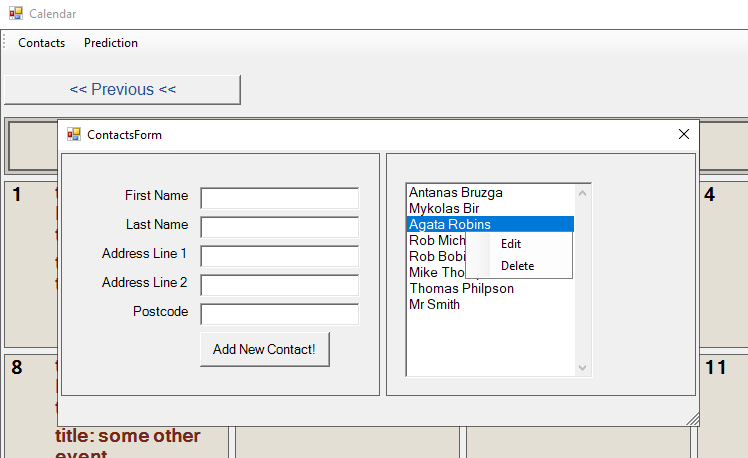 Calendar
Contacts Prediction
<< Previous <<
ContactsForm
1
4
First Name
Last Name
Address Line 1
Address Line 2
Postcode
Add New Contact!
Antanas Bruzga
Mykolas Bir
Agata Robins
Rob Mich
Rob Bobi
Mike
Thomas Philpson
Mr Smith
Edit
Delete
8
11
title: some other
event